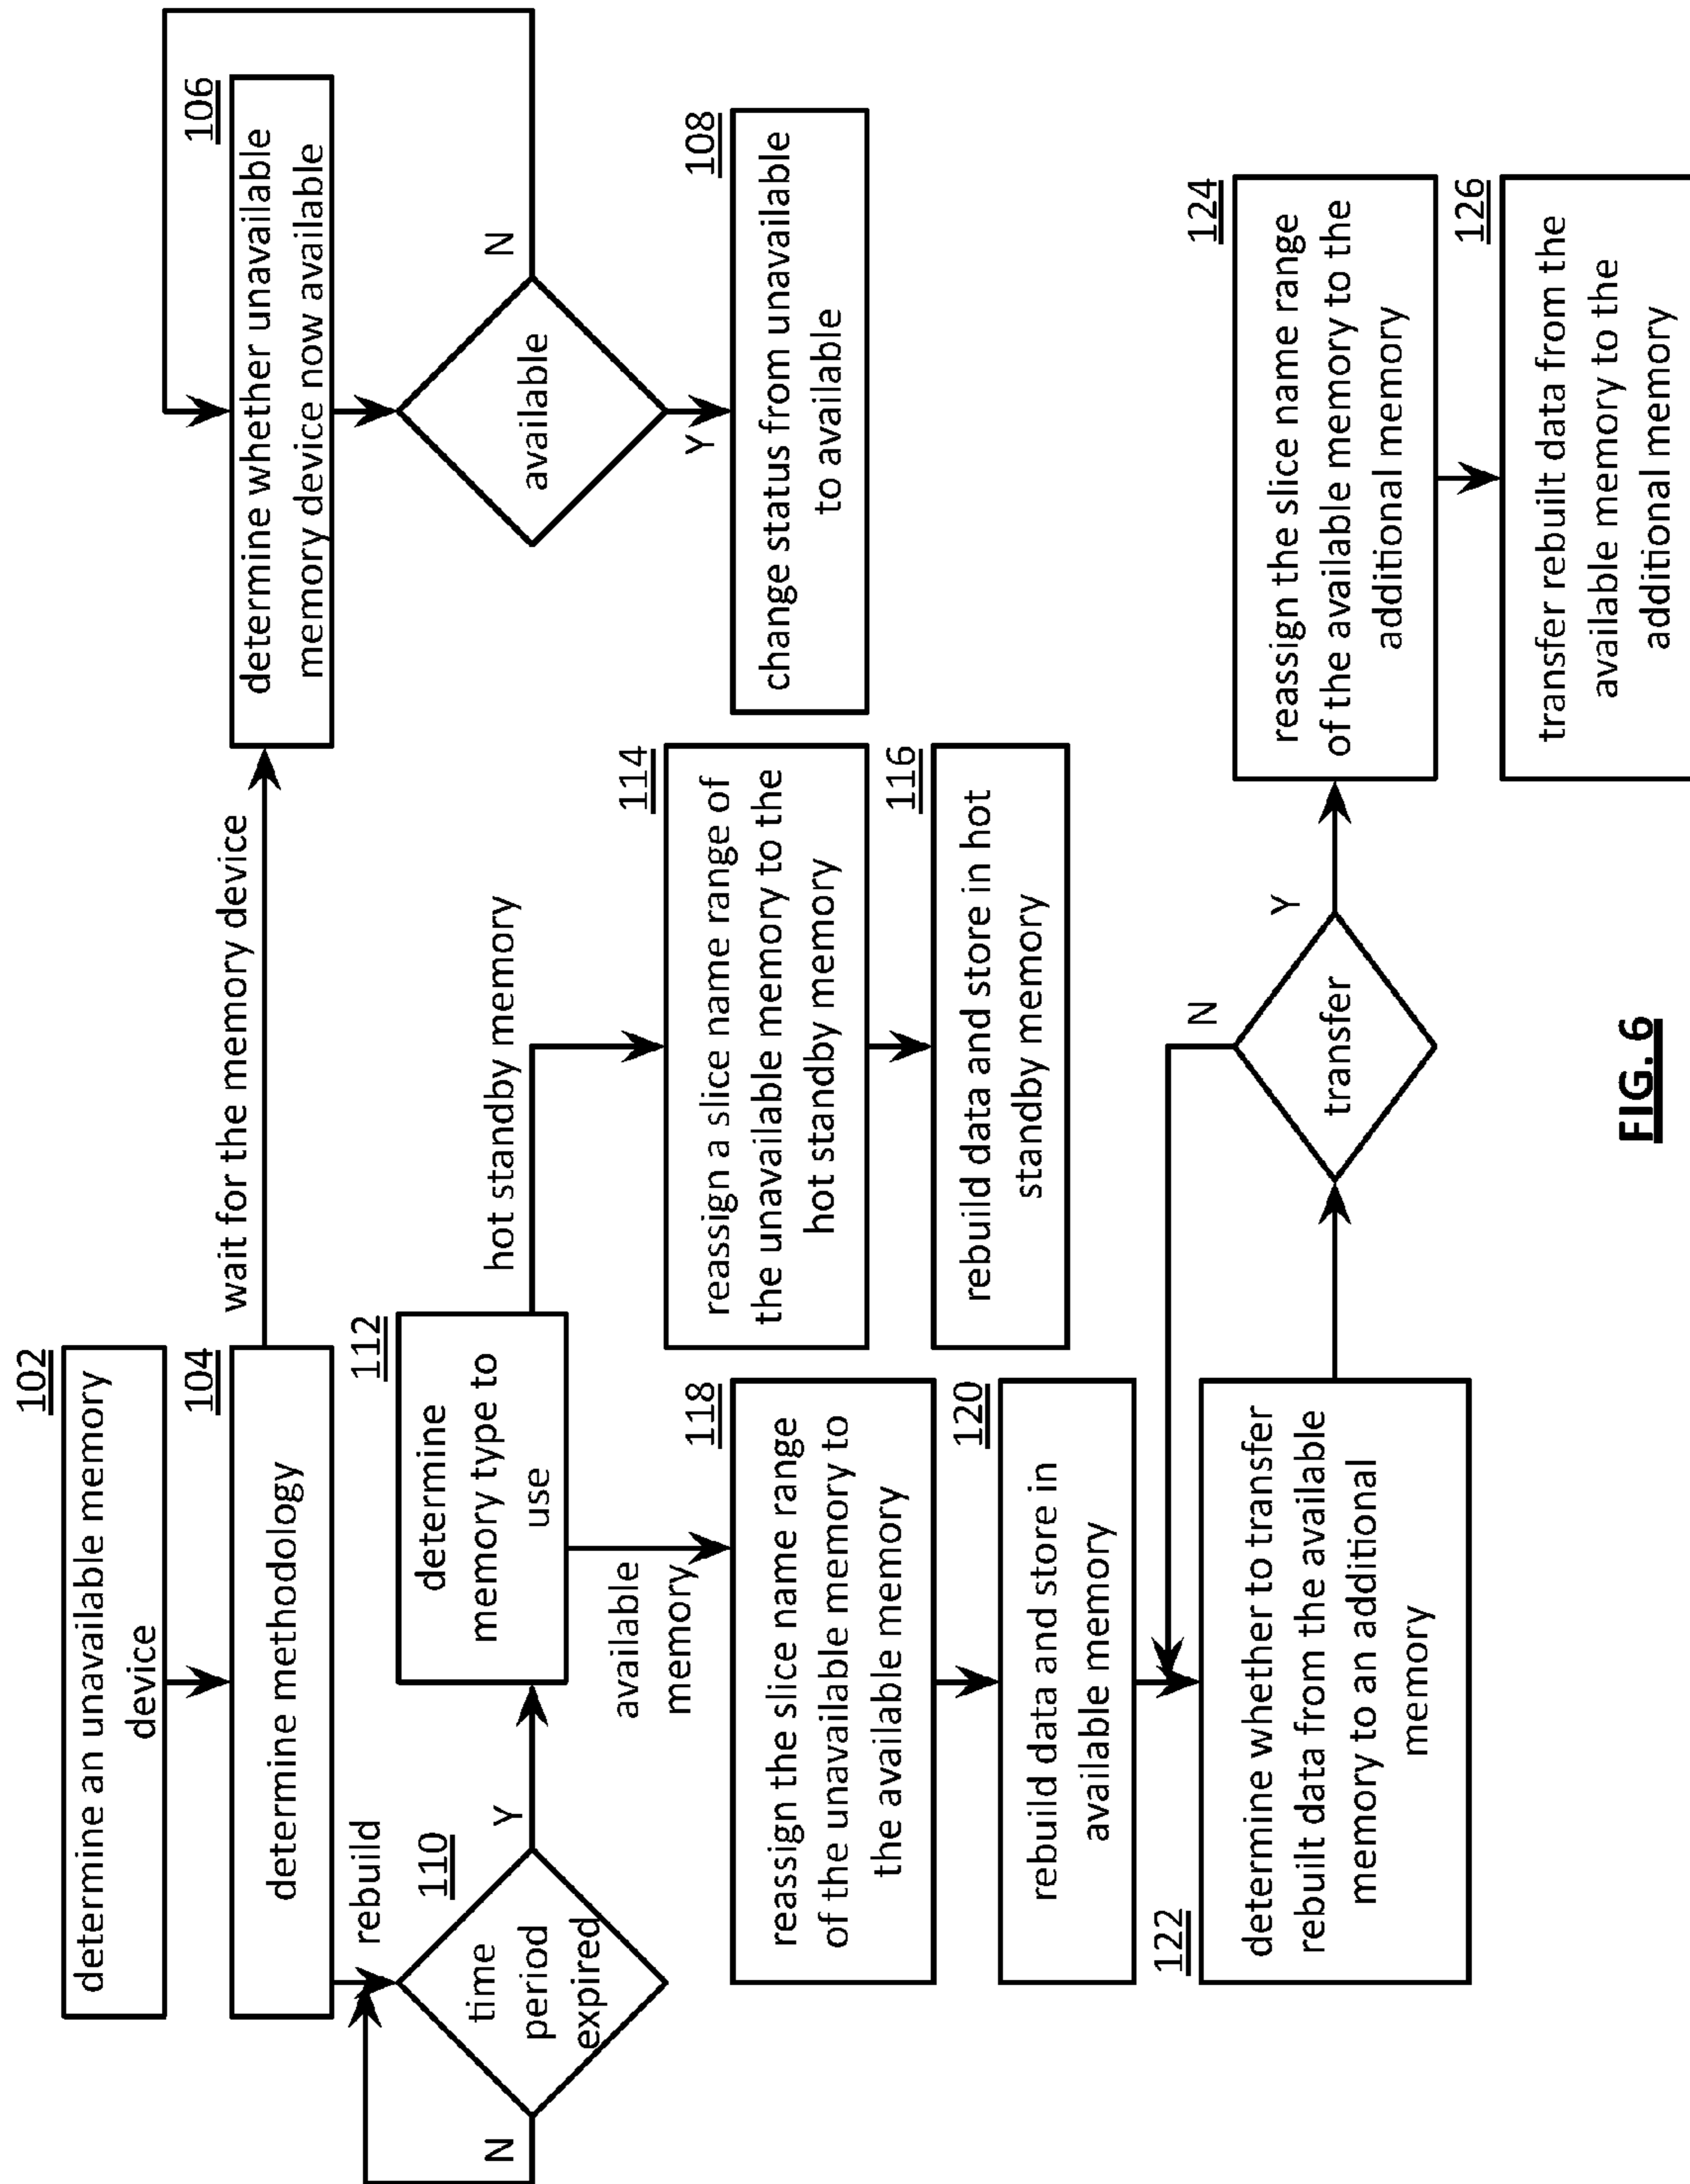 102
determine an unavailable memory
device
104
determine methodology
wait for the memory device
106
determine whether unavailable
memory device now available
available
N
Y
108
change status from unavailable
to available
rebuild
110
time
period
expired
N
Y
112
determine
memory type to
use
hot standby memory
114
reassign a slice name range of
the unavailable memory to the
hot standby memory
116
rebuild data and store in hot
standby memory
available
memory
118
reassign the slice name range
of the unavailable memory to
the available memory
120
rebuild data and store in
available memory
122
determine whether to transfer
rebuilt data from the available
memory to an additional
memory
transfer
N
Y
124
reassign the slice name range
of the available memory to the
additional memory
126
transfer rebuilt data from the
available memory to the
additional memory
FIG. 6